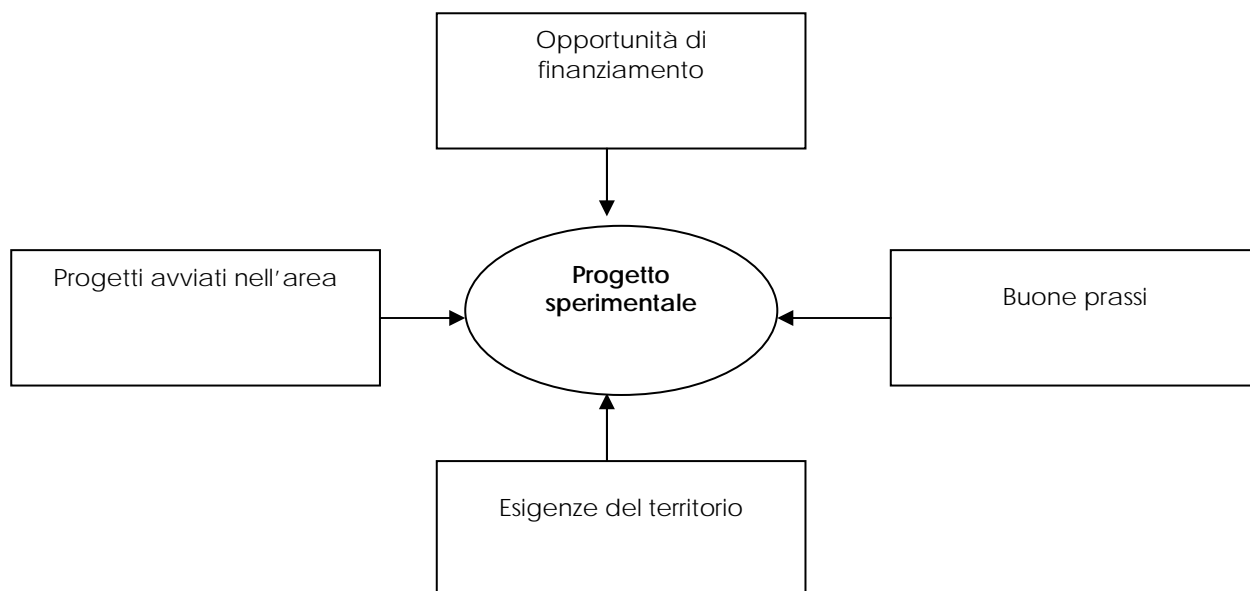 Opportunità di
finanziamento
Progetti avviati nell'area
Progetto
sperimentale
Buone prassi
Esigenze del territorio